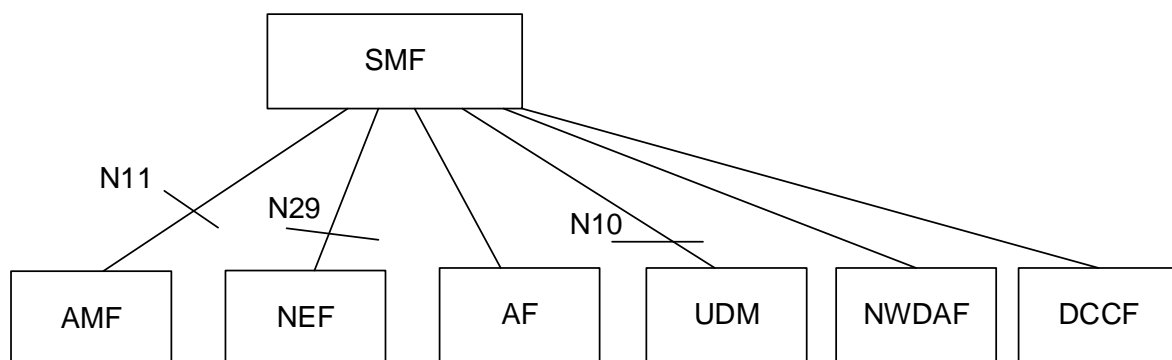 SMF
N11
N29
N10
AMF
NEF
AF
UDM
NWDAF
DCCF